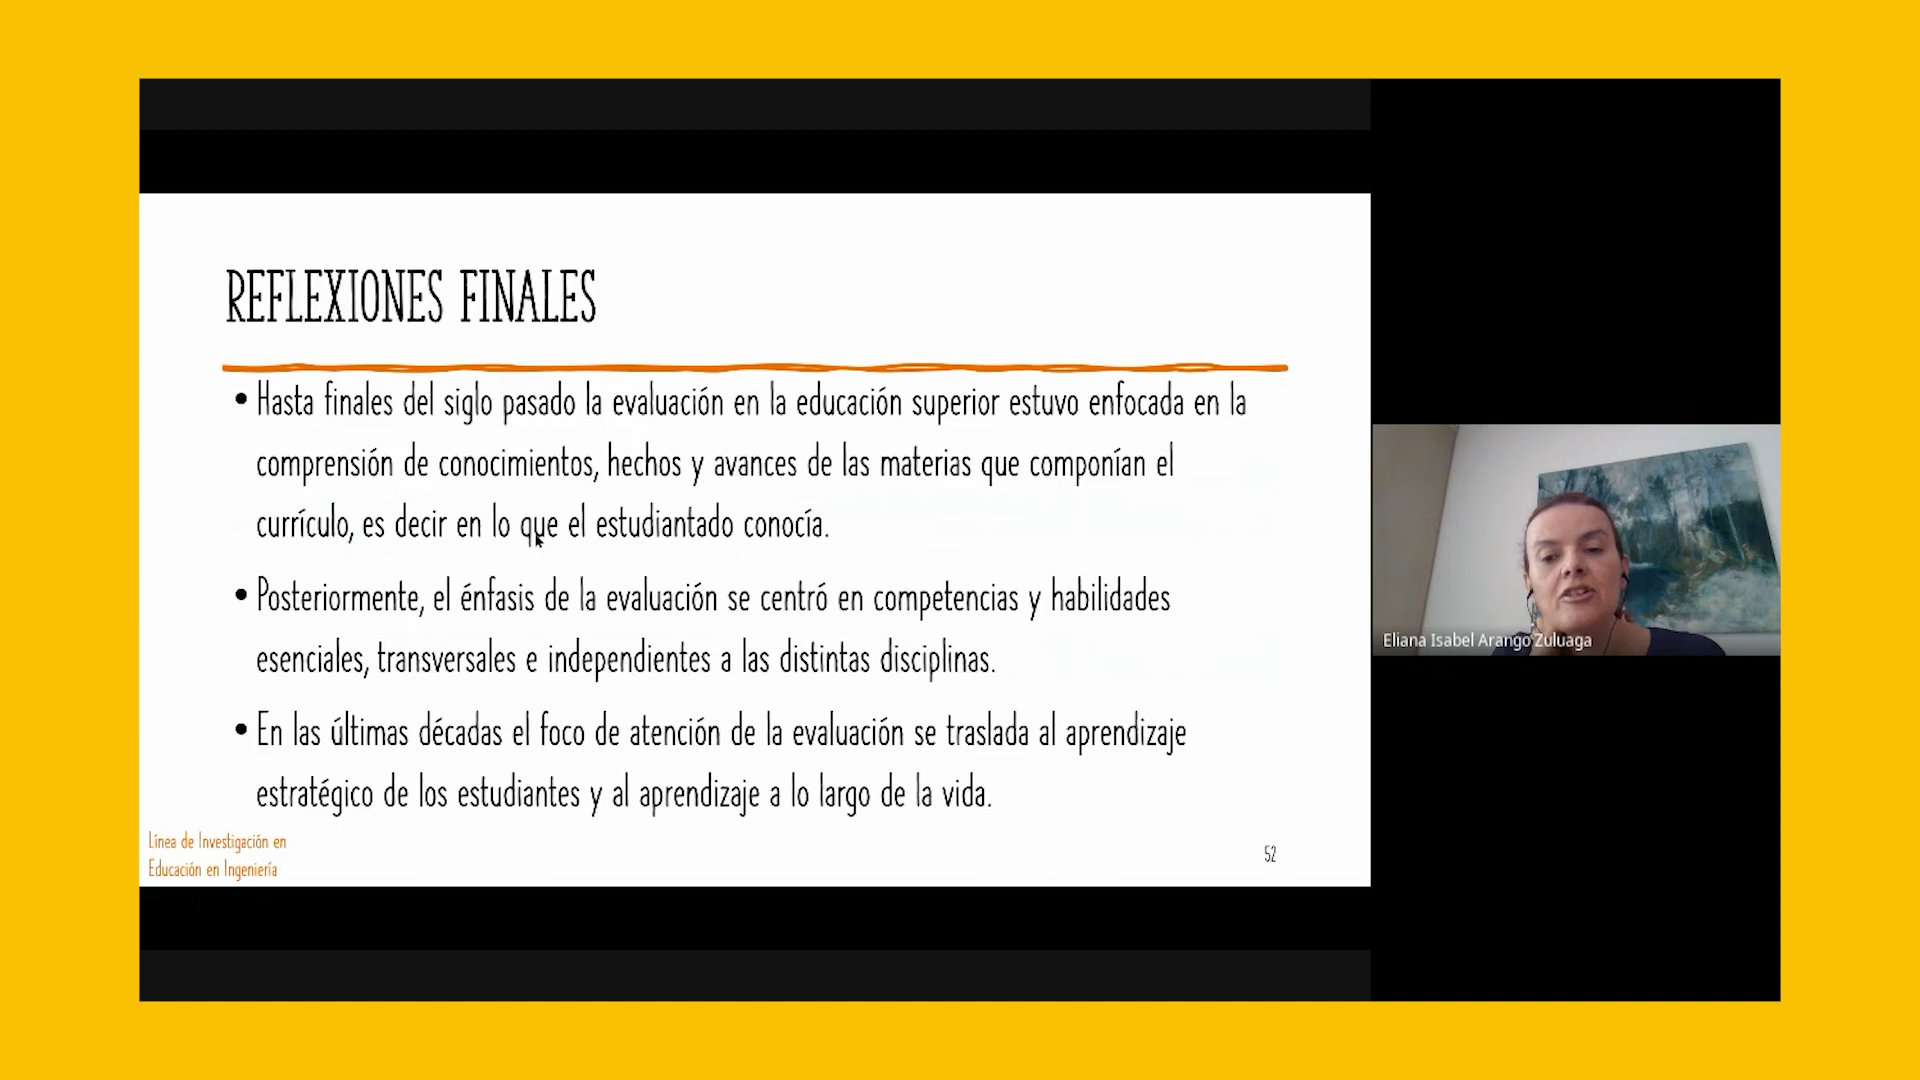 REFLEXIONES FINALES
• Hasta finales del siglo pasado la evaluación en la educación superior estuvo enfocada en la
comprensión de conocimientos, hechos y avances de las materias que componían el
currículo, es decir en lo que el estudiantado conocía.
• Posteriormente, el énfasis de la evaluación se centró en competencias y habilidades
esenciales, transversales e independientes a las distintas disciplinas.
• En las últimas décadas el foco de atención de la evaluación se traslada al aprendizaje
estratégico de los estudiantes y al aprendizaje a lo largo de la vida.
Línea de Investigación en
Educación en Ingeniería
52
Eliana Isabel Arango Zuluaga